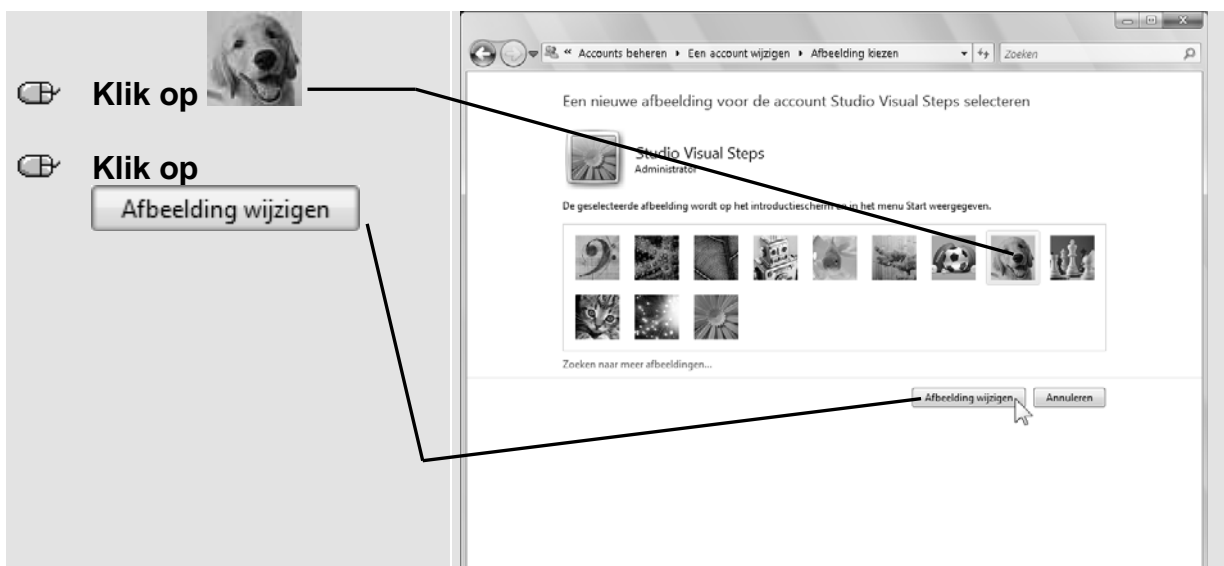 Klik op
Klik op
Afbeelding wijzigen
« Accounts beheren ▸ Een account wijzigen ▸ Afbeelding kiezen
Zoeken
Een nieuwe afbeelding voor de account Studio Visual Steps selecteren
Studio Visual Steps
Administrator
De geselecteerde afbeelding wordt op het introductiescherm en in het menu Start weergegeven.
Zoeken naar meer afbeeldingen...
Afbeelding wijzigen
Annuleren